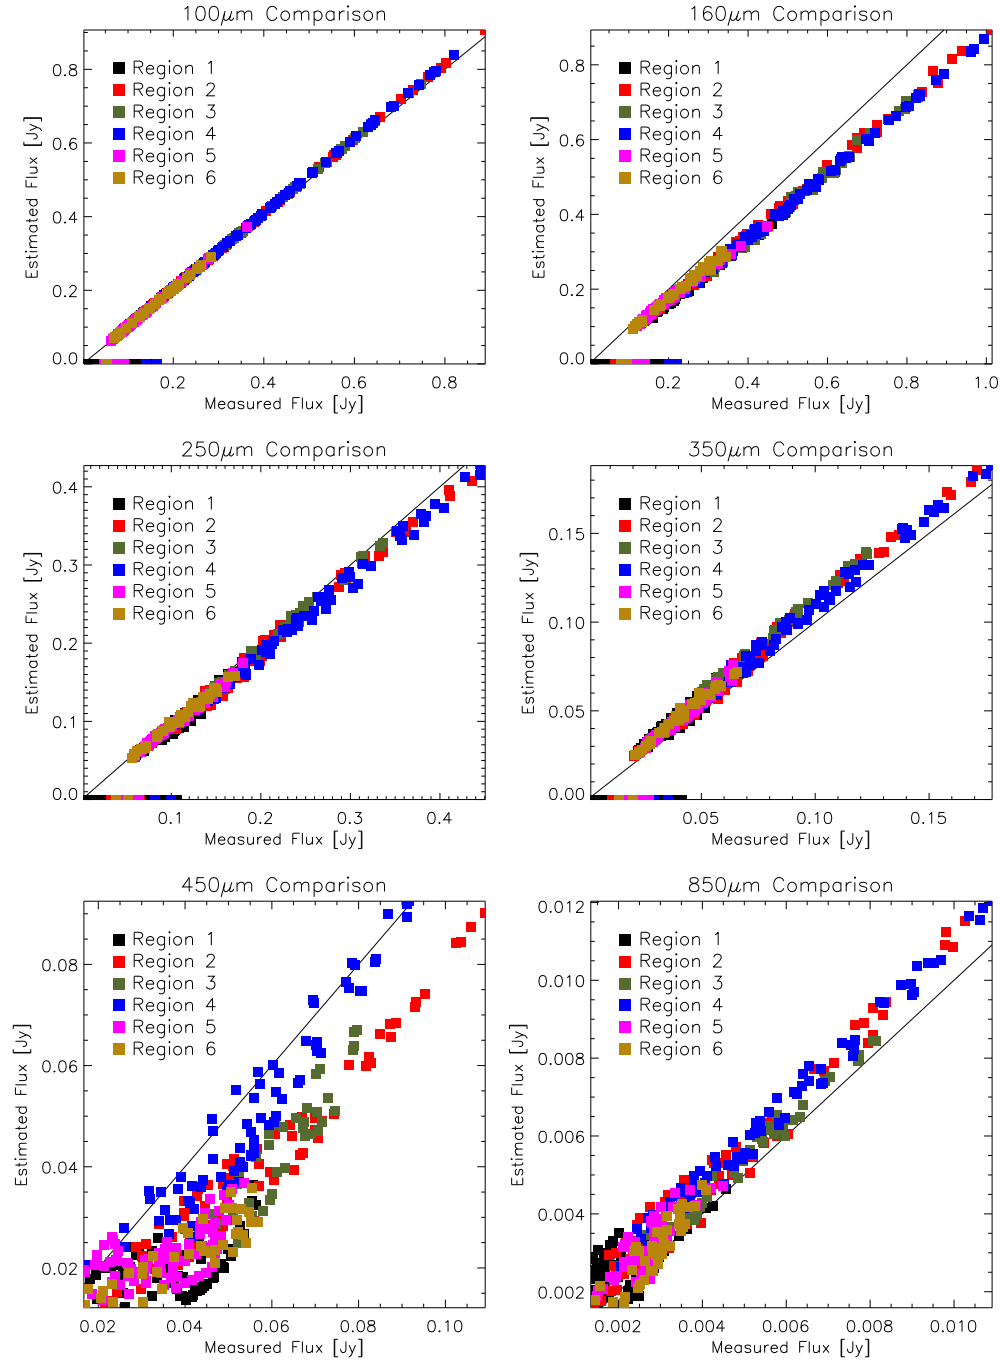 100μm Comparison
Estimated Flux [Jy]
0.8
0.6
0.4
0.2
0.0
Region 1
Region 2
Region 3
Region 4
Region 5
Region 6
0.2 0.4 0.6 0.8
Measured Flux [Jy]
160μm Comparison
Estimated Flux [Jy]
0.8
0.6
0.4
0.2
0.0
Region 1
Region 2
Region 3
Region 4
Region 5
Region 6
0.2 0.4 0.6 0.8 1.0
Measured Flux [Jy]
250μm Comparison
Estimated Flux [Jy]
0.4
0.3
0.2
0.1
0.0
Region 1
Region 2
Region 3
Region 4
Region 5
Region 6
0.1 0.2 0.3 0.4
Measured Flux [Jy]
350μm Comparison
Estimated Flux [Jy]
0.15
0.10
0.05
0.00
Region 1
Region 2
Region 3
Region 4
Region 5
Region 6
0.05 0.10 0.15
Measured Flux [Jy]
450μm Comparison
Estimated Flux [Jy]
0.08
0.06
0.04
0.02
Region 1
Region 2
Region 3
Region 4
Region 5
Region 6
0.02 0.04 0.06 0.08 0.10
Measured Flux [Jy]
850μm Comparison
Estimated Flux [Jy]
0.012
0.010
0.008
0.006
0.004
0.002
Region 1
Region 2
Region 3
Region 4
Region 5
Region 6
0.002 0.004 0.006 0.008 0.010
Measured Flux [Jy]